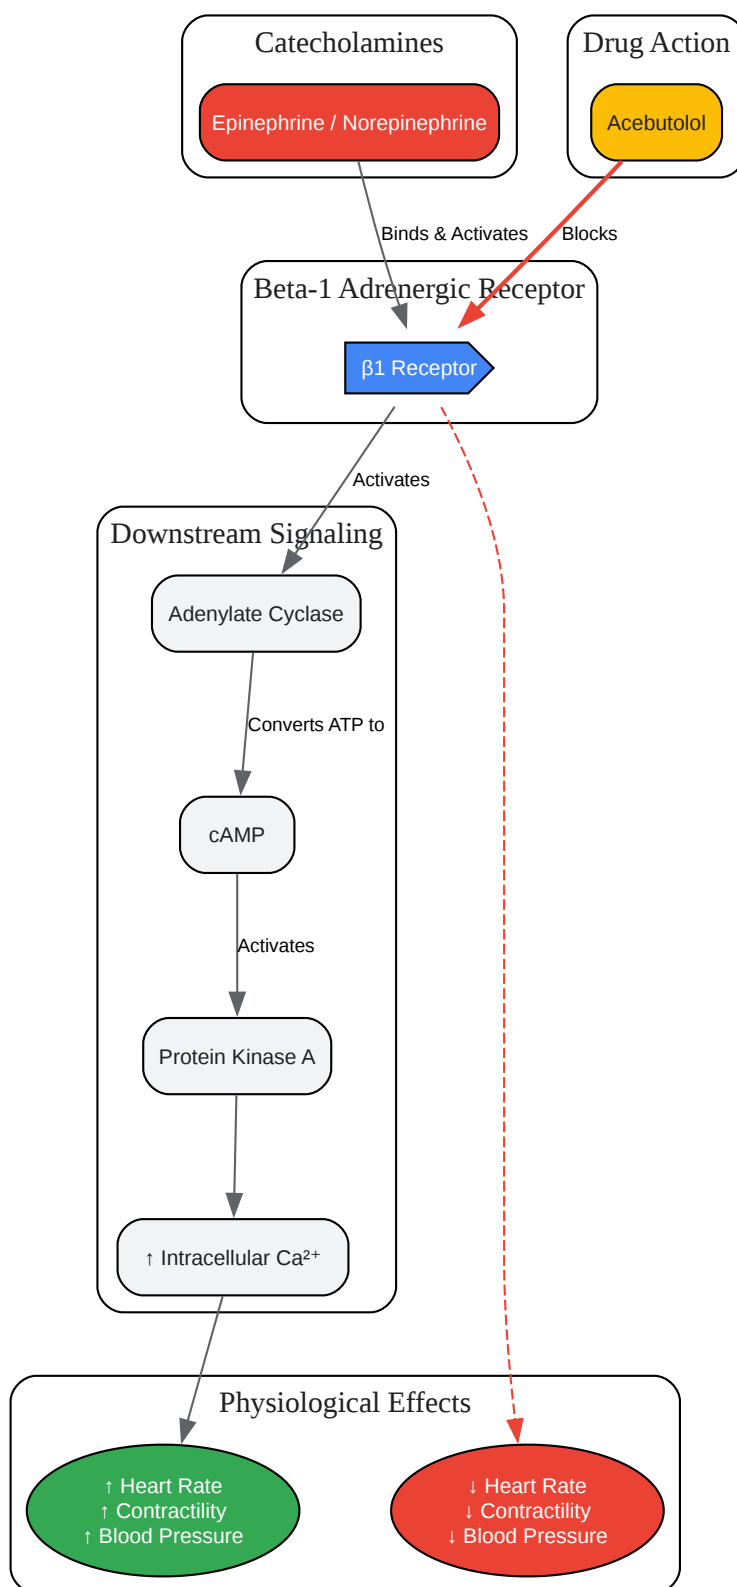 Catecholamines
Drug Action
Epinephrine / Norepinephrine
Acebutolol
Binds & Activates
Blocks
Beta-1 Adrenergic Receptor
β1 Receptor
Activates
Downstream Signaling
Adenylate Cyclase
Converts ATP to
cAMP
Activates
Protein Kinase A
↑ Intracellular Ca²⁺
Physiological Effects
↑ Heart Rate
↑ Contractility
↑ Blood Pressure
↓ Heart Rate
↓ Contractility
↓ Blood Pressure